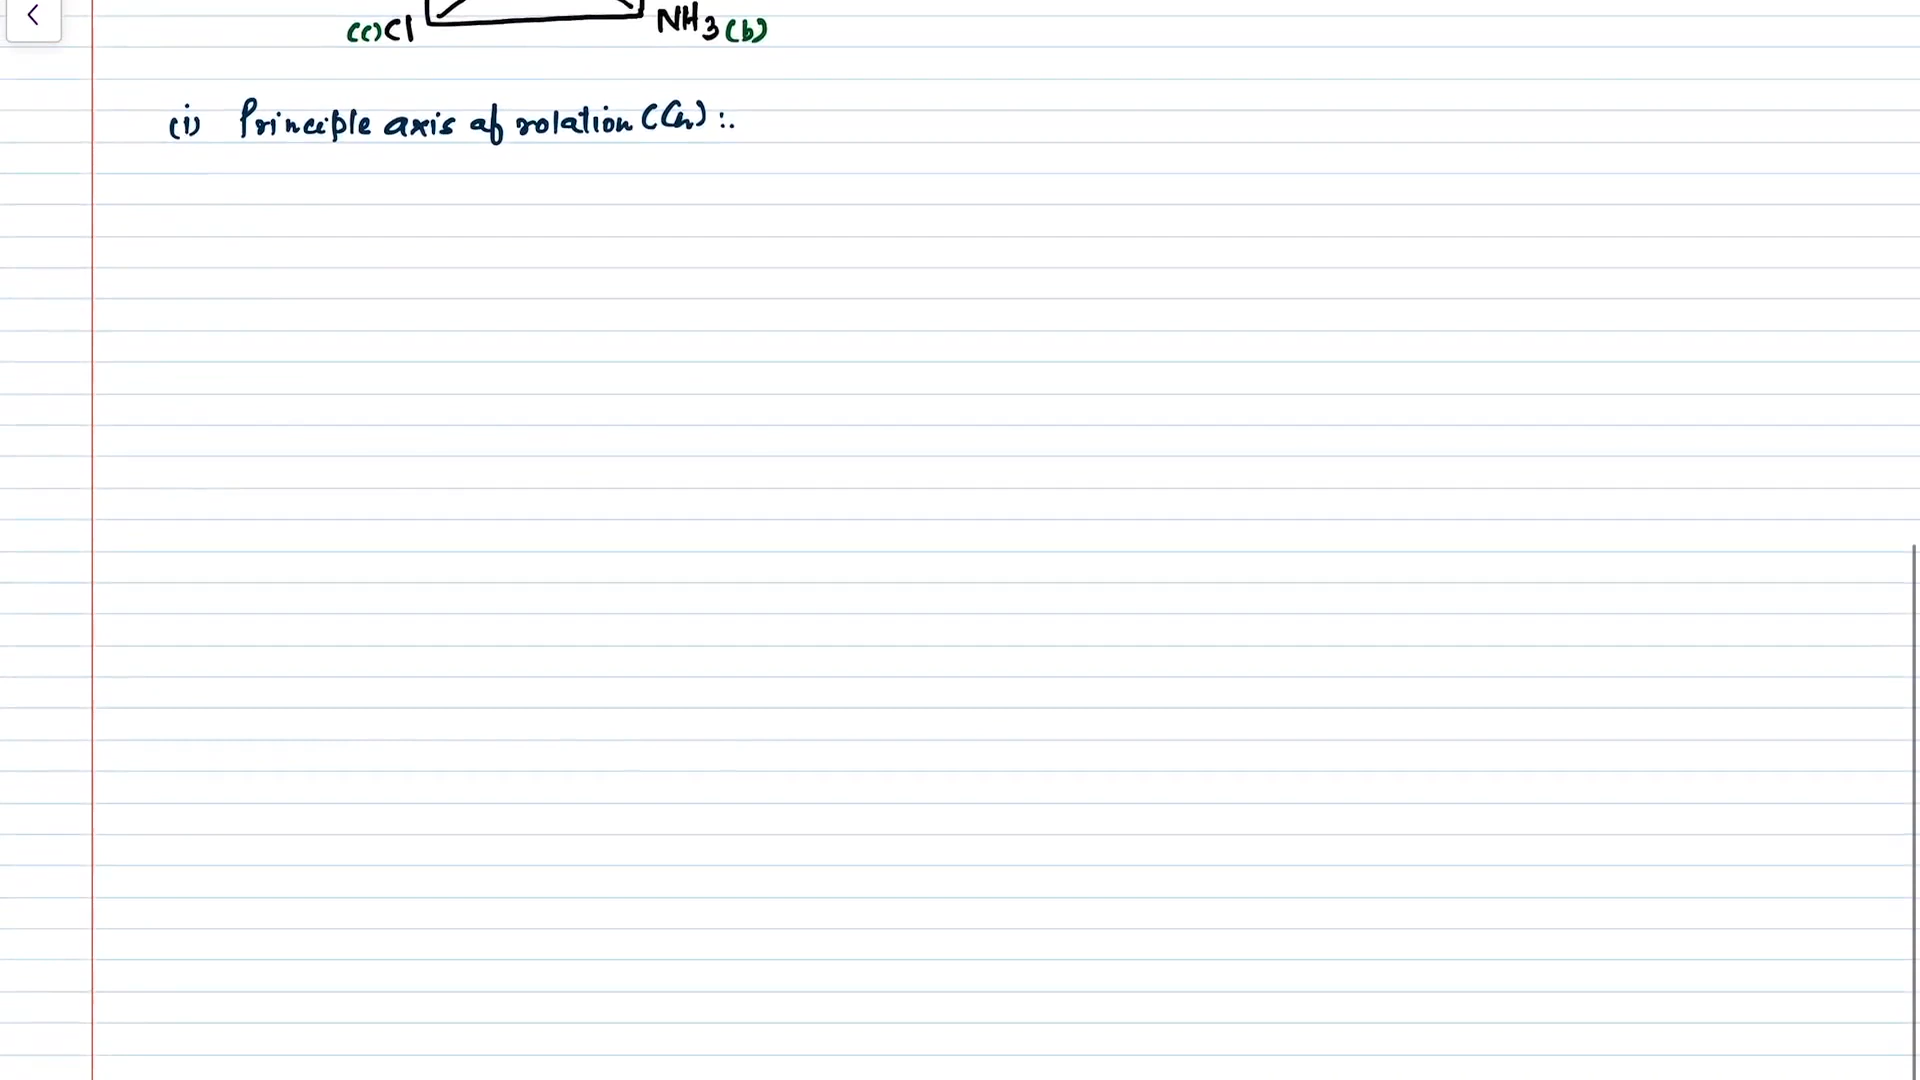 (c) Cl NH3 (b)
(i) Principle axis of rotation (Cn) :.